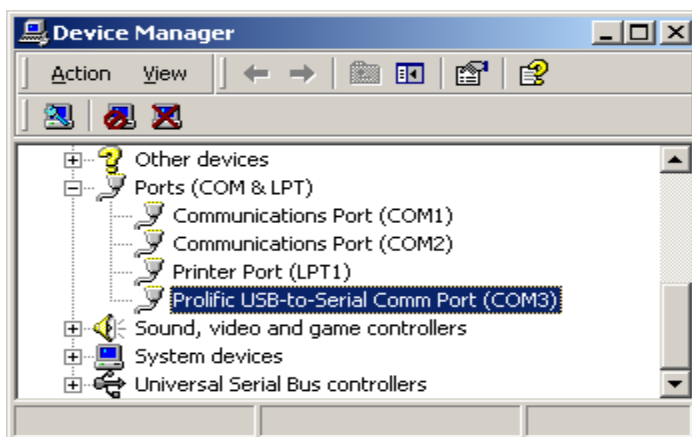 Device Manager
Action View
Other devices
Ports (COM & LPT)
Communications Port (COM1)
Communications Port (COM2)
Printer Port (LPT1)
Prolific USB-to-Serial Comm Port (COM3)
Sound, video and game controllers
System devices
Universal Serial Bus controllers